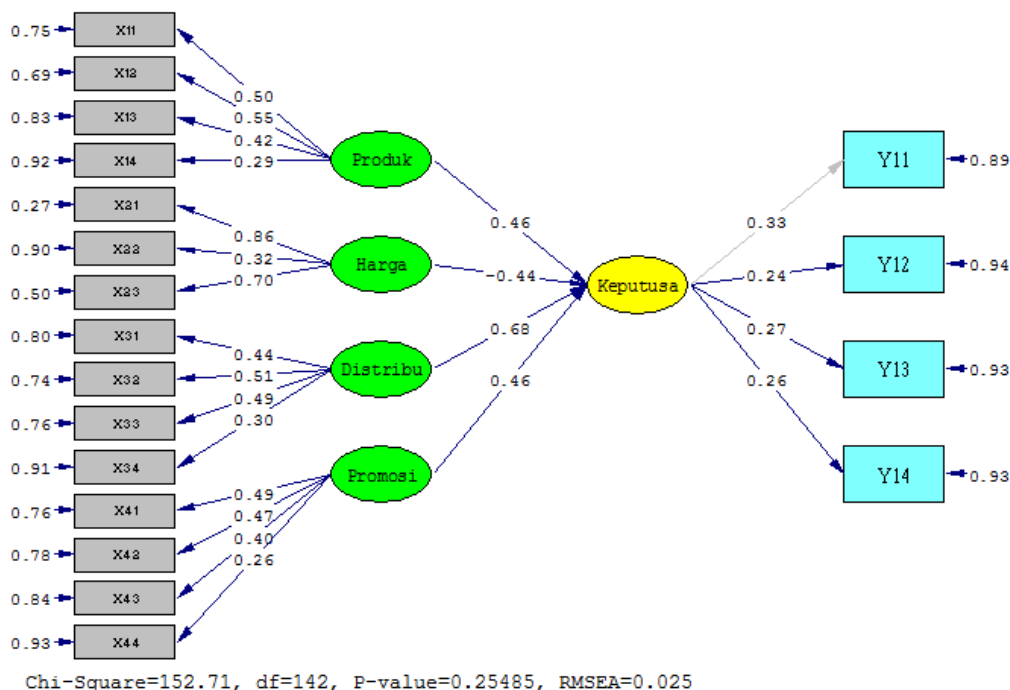 0.75 X11
0.69 X12
0.83 X13
0.92 X14
0.27 X21
0.90 X22
0.50 X23
0.80 X31
0.74 X32
0.76 X33
0.91 X34
0.76 X41
0.78 X42
0.84 X43
0.93 X44
0.50
0.55
0.42
0.29
0.86
0.32
0.70
0.44
0.51
0.49
0.30
0.49
0.47
0.40
0.26
Produk
Harga
Distribu
Promosi
0.46
-0.44
0.68
0.46
Keputusa
0.33
0.24
0.27
0.26
Y11 0.89
Y12 0.94
Y13 0.93
Y14 0.93
Chi-Square=152.71, df=142, P-value=0.25485, RMSEA=0.025